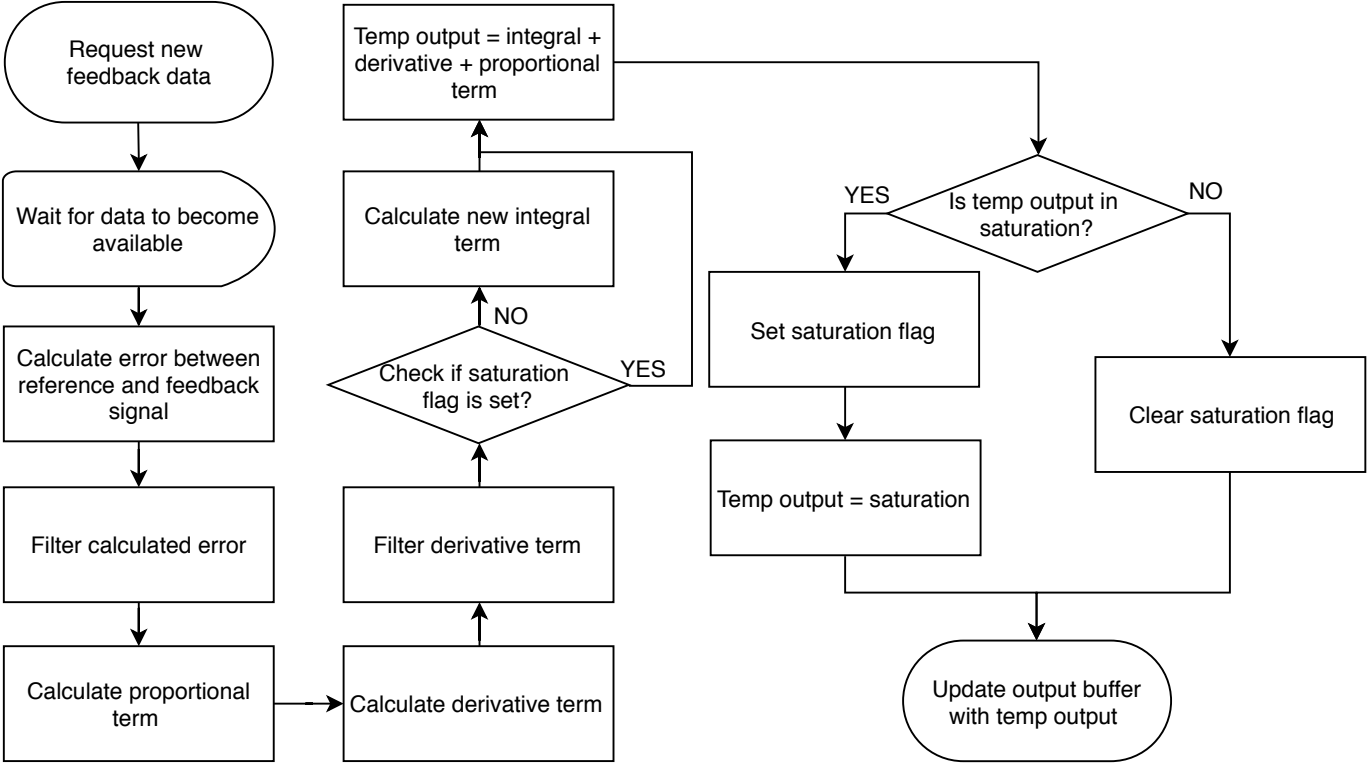 Request new
feedback data
Wait for data to become
available
Calculate error between
reference and feedback
signal
Filter calculated error
Calculate proportional
term
Calculate derivative term
Filter derivative term
Check if saturation
flag is set?
NO
YES
Calculate new integral
term
Temp output = integral +
derivative + proportional
term
Is temp output in
saturation?
YES
NO
Set saturation flag
Temp output = saturation
Clear saturation flag
Update output buffer
with temp output